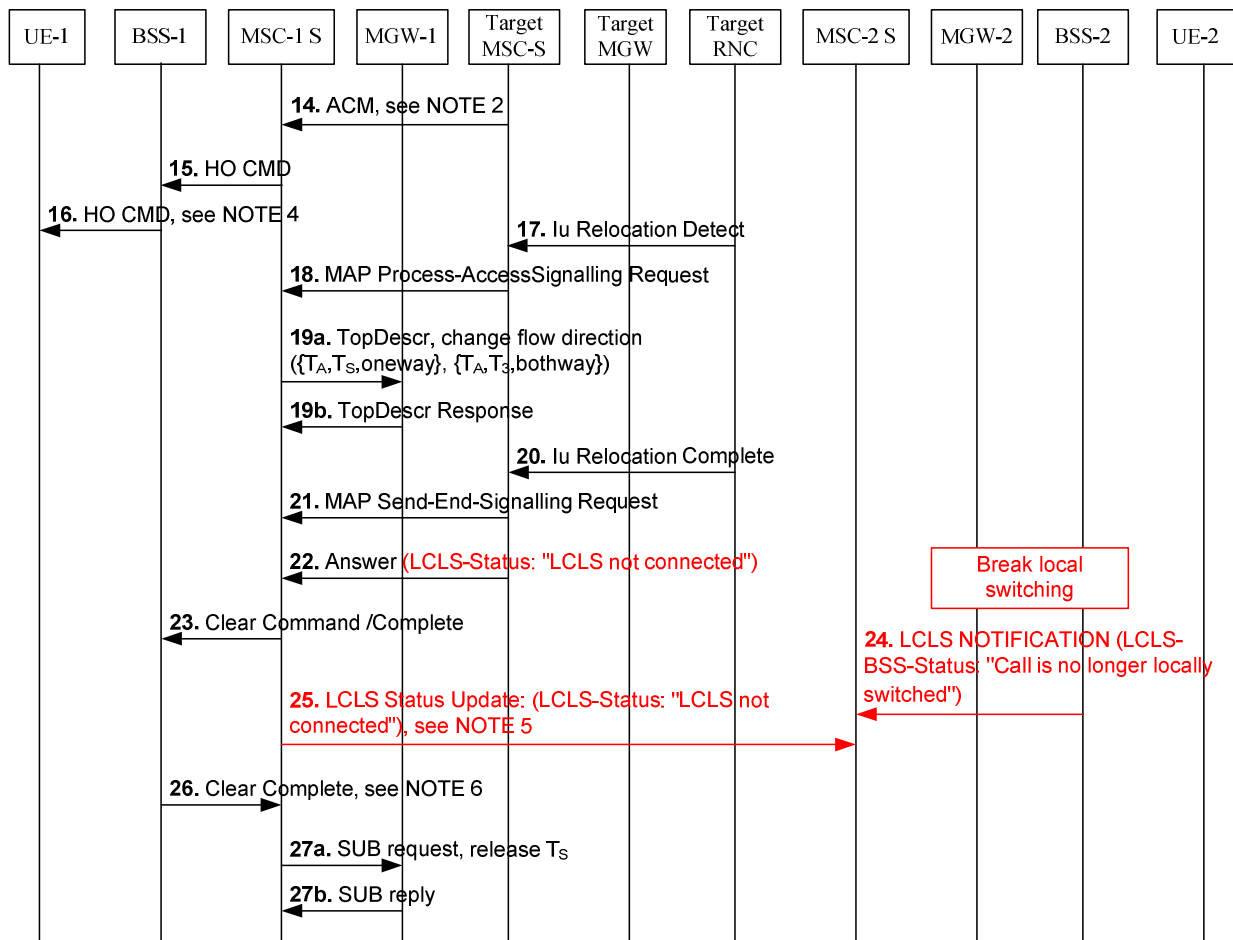 UE-1
BSS-1
MSC-1 S
MGW-1
Target
MSC-S
Target
MGW
Target
RNC
MSC-2 S
MGW-2
BSS-2
UE-2
14. ACM, see NOTE 2
15. HO CMD
16. HO CMD, see NOTE 4
17. Iu Relocation Detect
18. MAP Process-AccessSignalling Request
19a. TopDescr, change flow direction
({TA,TS,oneway}, {TA,T3,bothway})
19b. TopDescr Response
20. Iu Relocation Complete
21. MAP Send-End-Signalling Request
22. Answer (LCLS-Status: "LCLS not connected")
Break local
switching
23. Clear Command /Complete
24. LCLS NOTIFICATION (LCLS-
BSS-Status: "Call is no longer locally
switched")
25. LCLS Status Update: (LCLS-Status: "LCLS not
connected"), see NOTE 5
26. Clear Complete, see NOTE 6
27a. SUB request, release TS
27b. SUB reply